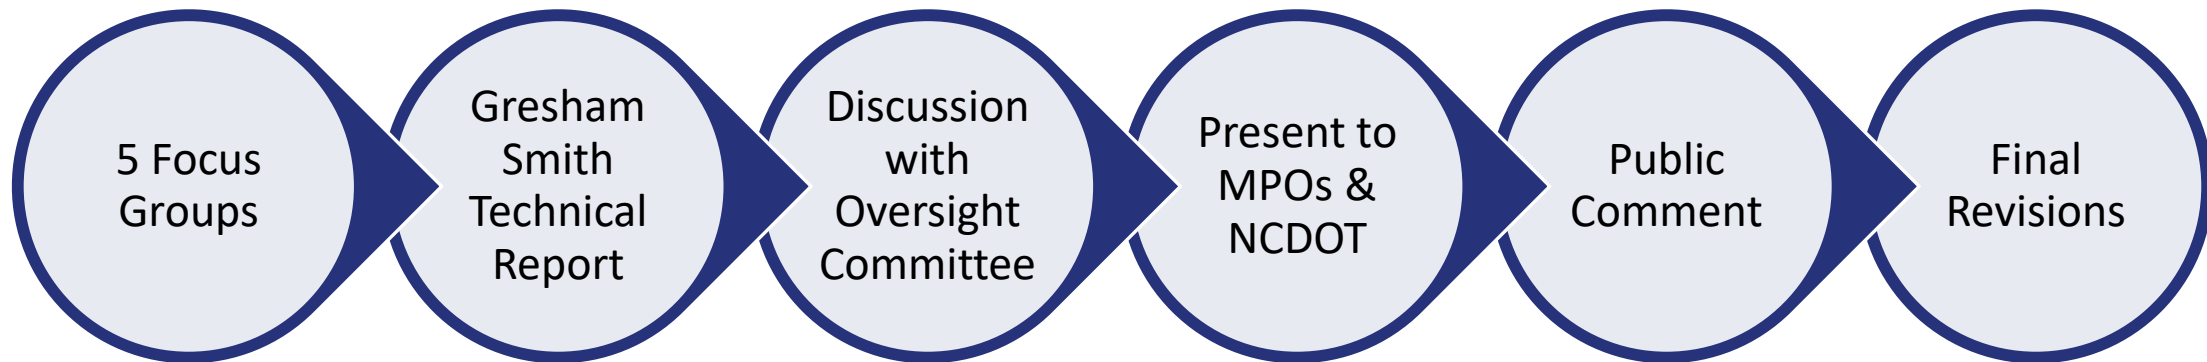 5 Focus
Groups
Gresham
Smith
Technical
Report
Discussion
with
Oversight
Committee
Present to
MPOs &
NCDOT
Public
Comment
Final
Revisions